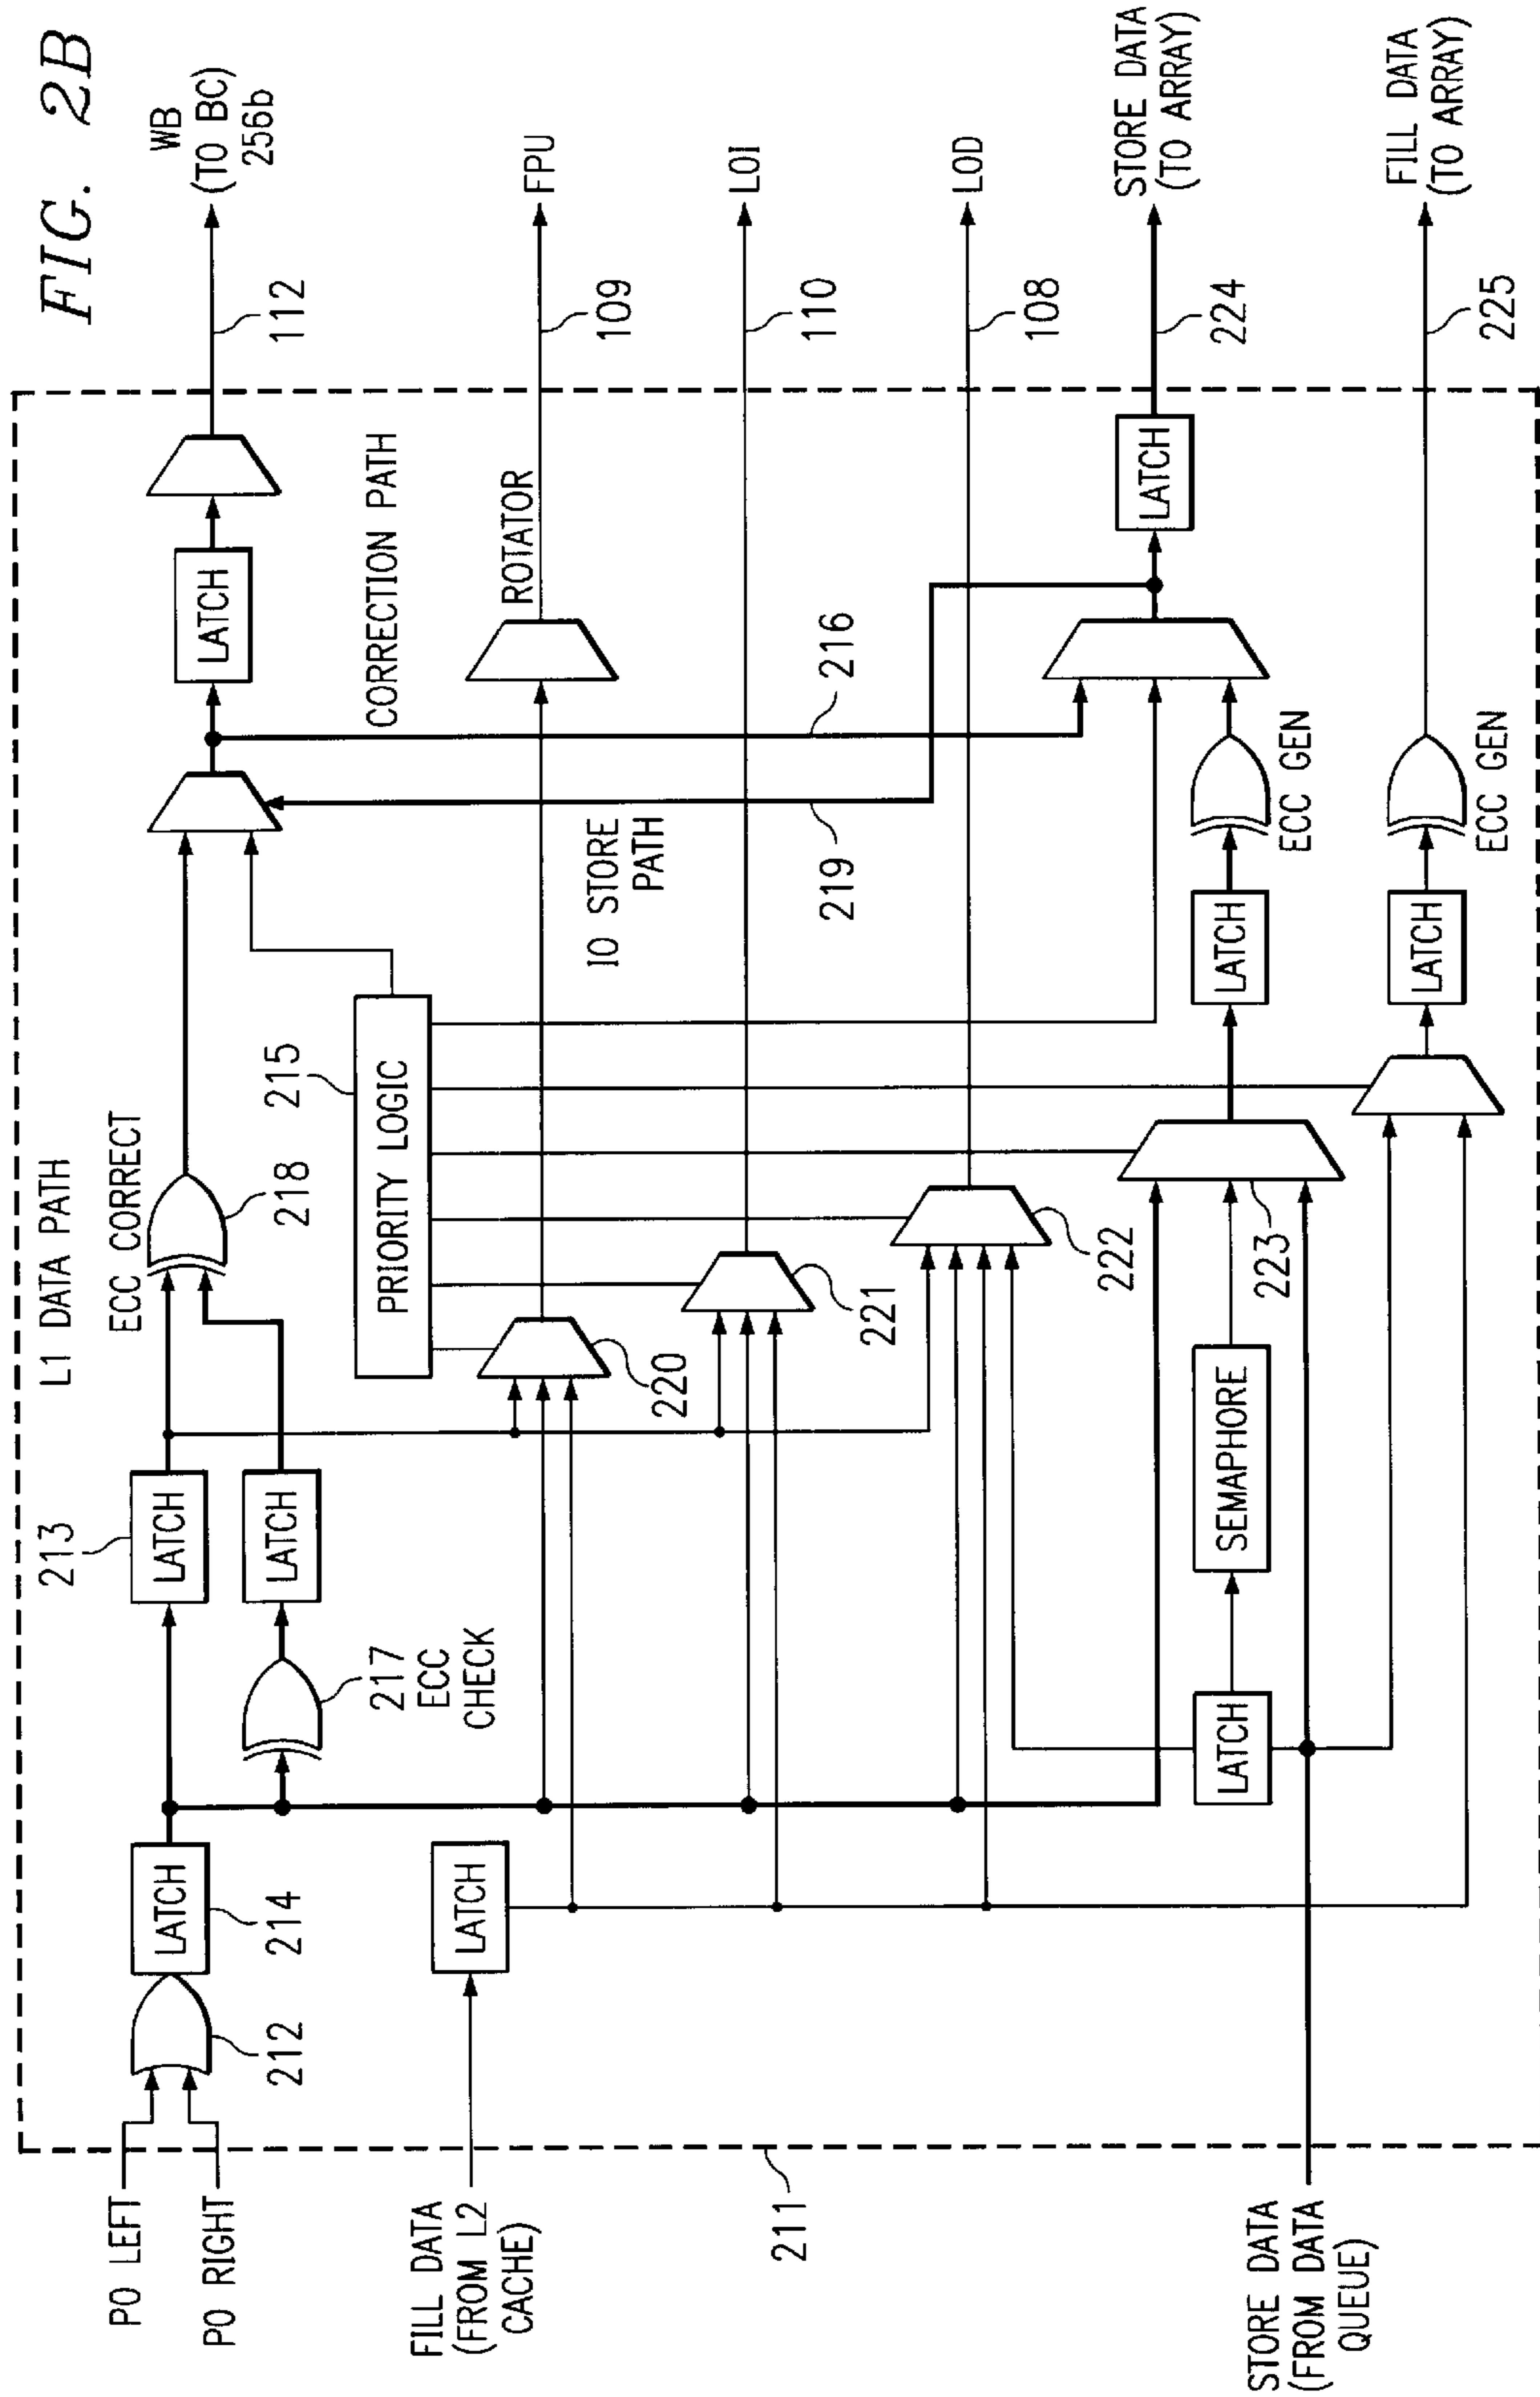 FIG. 2B
L1 DATA PATH
PO LEFT
PO RIGHT
212
LATCH
214
LATCH
213
217
ECC
CHECK
LATCH
ECC CORRECT
218
LATCH
WB
(TO BC)
256b
112
CORRECTION PATH
215
PRIORITY LOGIC
FILL DATA
(FROM L2
CACHE)
LATCH
220
ROTATOR
FPU
109
IO STORE
PATH
221
LOI
110
216
219
222
LOD
108
211
STORE DATA
(FROM DATA
QUEUE)
LATCH
SEMAPHORE
223
LATCH
ECC GEN
LATCH
STORE DATA
(TO ARRAY)
224
LATCH
ECC GEN
FILL DATA
(TO ARRAY)
225